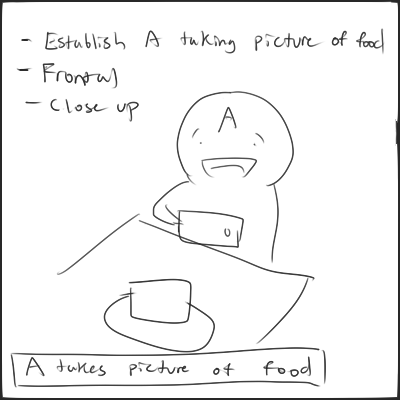 - Establish A taking picture of food
- Frontal
- Close up
A
A takes picture of food